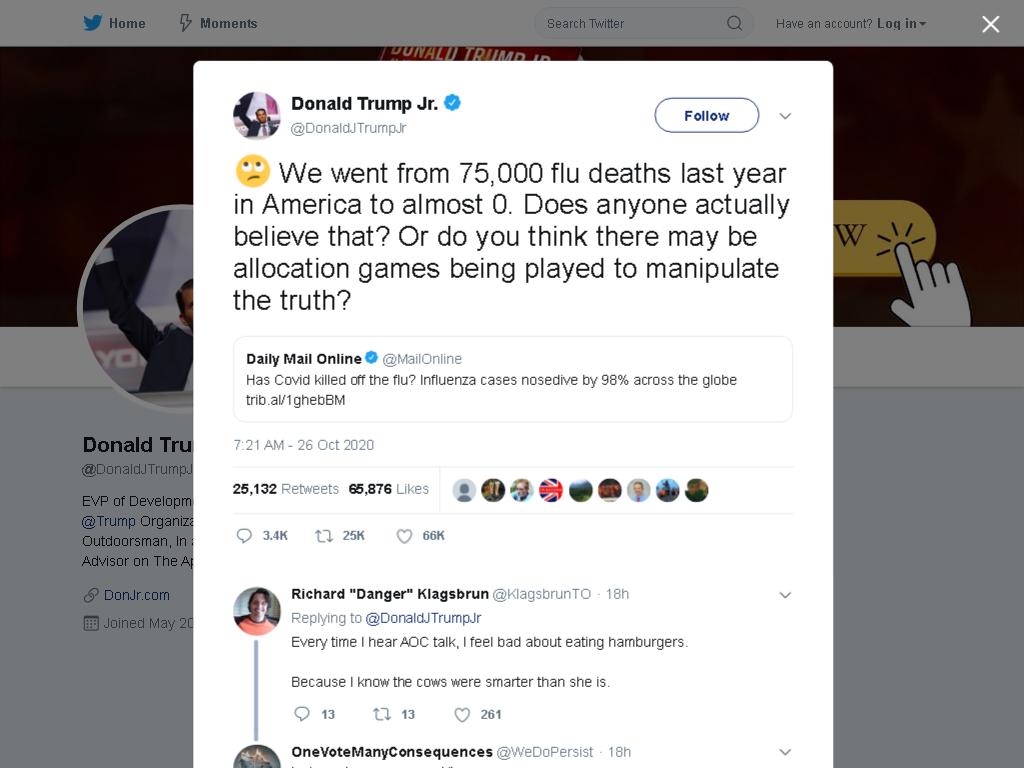 Home
Moments
Search Twitter
Have an account? Log in
DONALD TRUMP JR
W
Donald Trump Jr.
@DonaldJTrumpJr
Follow
🙄 We went from 75,000 flu deaths last year
in America to almost 0. Does anyone actually
believe that? Or do you think there may be
allocation games being played to manipulate
the truth?
Daily Mail Online @MailOnline
Has Covid killed off the flu? Influenza cases nosedive by 98% across the globe
trib.al/1ghebBM
7:21 AM - 26 Oct 2020
25,132 Retweets 65,876 Likes
3.4K 25K 66K
Donald Tru
@DonaldJTrumpJ
EVP of Developm
@Trump Organiza
Outdoorsman, In a
Advisor on The Ap
DonJr.com
Joined May 20
Richard "Danger" Klagsbrun @KlagsbrunTO · 18h
Replying to @DonaldJTrumpJr
Every time I hear AOC talk, I feel bad about eating hamburgers.
Because I know the cows were smarter than she is.
13 13 261
OneVoteManyConsequences @WeDoPersist · 18h